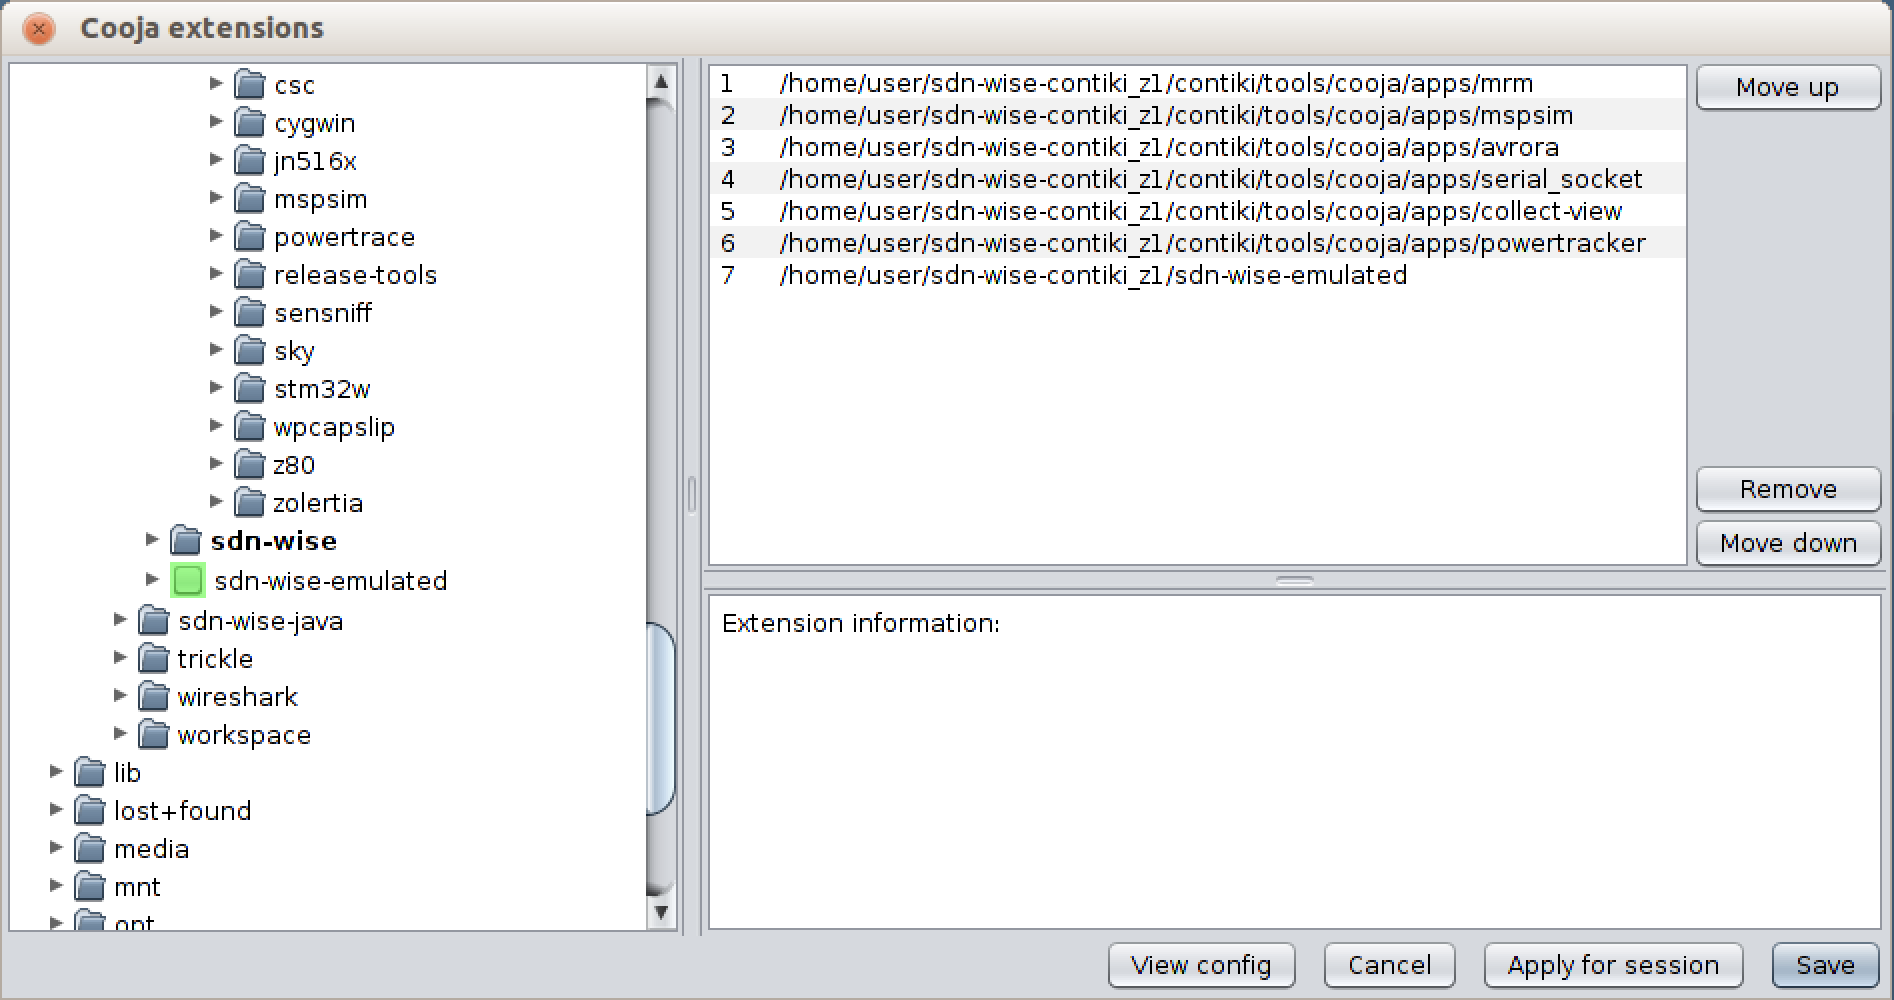 Cooja extensions
csc
cygwin
jn516x
mspsim
powertrace
release-tools
sensniff
sky
stm32w
wpcapslip
z80
zolertia
sdn-wise
sdn-wise-emulated
sdn-wise-java
trickle
wireshark
workspace
lib
lost+found
media
mnt
opt
1 /home/user/sdn-wise-contiki_z1/contiki/tools/cooja/apps/mrm
2 /home/user/sdn-wise-contiki_z1/contiki/tools/cooja/apps/mspsim
3 /home/user/sdn-wise-contiki_z1/contiki/tools/cooja/apps/avrora
4 /home/user/sdn-wise-contiki_z1/contiki/tools/cooja/apps/serial_socket
5 /home/user/sdn-wise-contiki_z1/contiki/tools/cooja/apps/collect-view
6 /home/user/sdn-wise-contiki_z1/contiki/tools/cooja/apps/powertracker
7 /home/user/sdn-wise-contiki_z1/sdn-wise-emulated
Move up
Remove
Move down
Extension information:
View config
Cancel
Apply for session
Save